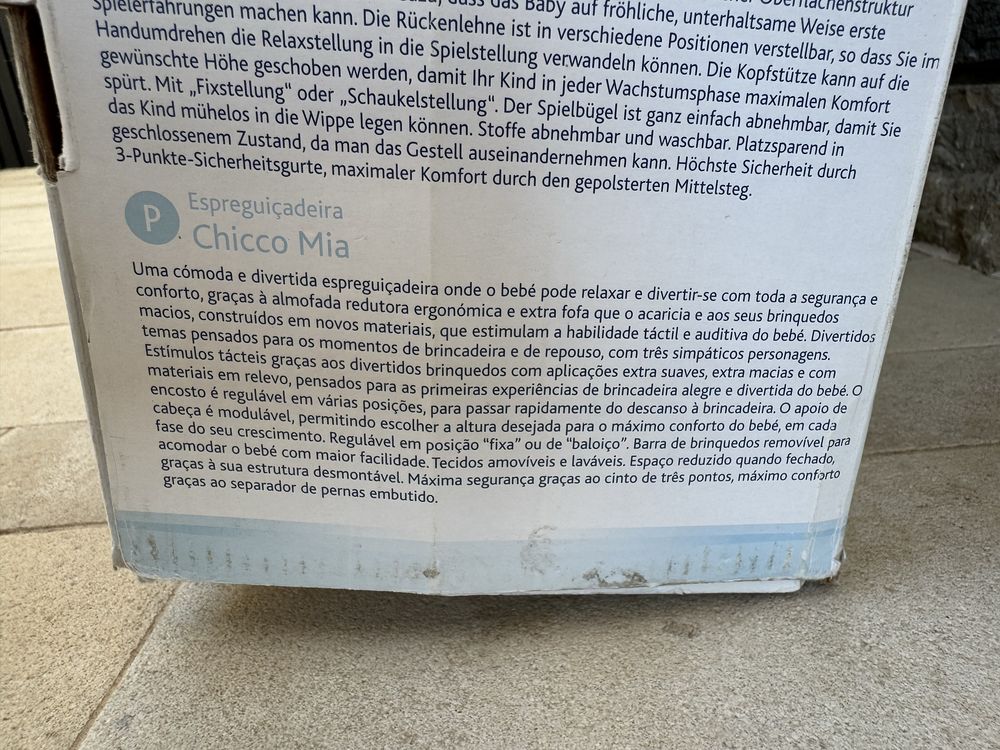 dass das Baby auf fröhliche, unterhaltsame Weise erste
Spielerfahrungen machen kann. Die Rückenlehne ist in verschiedene Positionen verstellbar, so dass Sie im
Handumdrehen die Relaxstellung in die Spielstellung verwandeln können. Die Kopfstütze kann auf die
gewünschte Höhe geschoben werden, damit Ihr Kind in jeder Wachstumsphase maximalen Komfort
spürt. Mit „Fixstellung“ oder „Schaukelstellung“. Der Spielbügel ist ganz einfach abnehmbar, damit Sie
das Kind mühelos in die Wippe legen können. Stoffe abnehmbar und waschbar. Platzsparend in
geschlossenem Zustand, da man das Gestell auseinandernehmen kann. Höchste Sicherheit durch
3-Punkte-Sicherheitsgurte, maximaler Komfort durch den gepolsterten Mittelsteg.
P
Espreguiçadeira
Chicco Mia
Uma cómoda e divertida espreguiçadeira onde o bebé pode relaxar e divertir-se com toda a segurança e
conforto, graças à almofada redutora ergonómica e extra fofa que o acaricia e aos seus brinquedos
macios, construídos em novos materiais, que estimulam a habilidade táctil e auditiva do bebé. Divertidos
temas pensados para os momentos de brincadeira e de repouso, com três simpáticos personagens.
Estímulos tácteis graças aos divertidos brinquedos com aplicações extra suaves, extra macias e com
materiais em relevo, pensados para as primeiras experiências de brincadeira alegre e divertida do bebé. O
encosto é regulável em várias posições, para passar rapidamente do descanso à brincadeira. O apoio de
cabeça é modulável, permitindo escolher a altura desejada para o máximo conforto do bebé, em cada
fase do seu crescimento. Regulável em posição “fixa” ou de “baloiço”. Barra de brinquedos removível para
acomodar o bebé com maior facilidade. Tecidos amovíveis e laváveis. Espaço reduzido quando fechado,
graças à sua estrutura desmontável. Máxima segurança graças ao cinto de três pontos, máximo conforto
graças ao separador de pernas embutido.